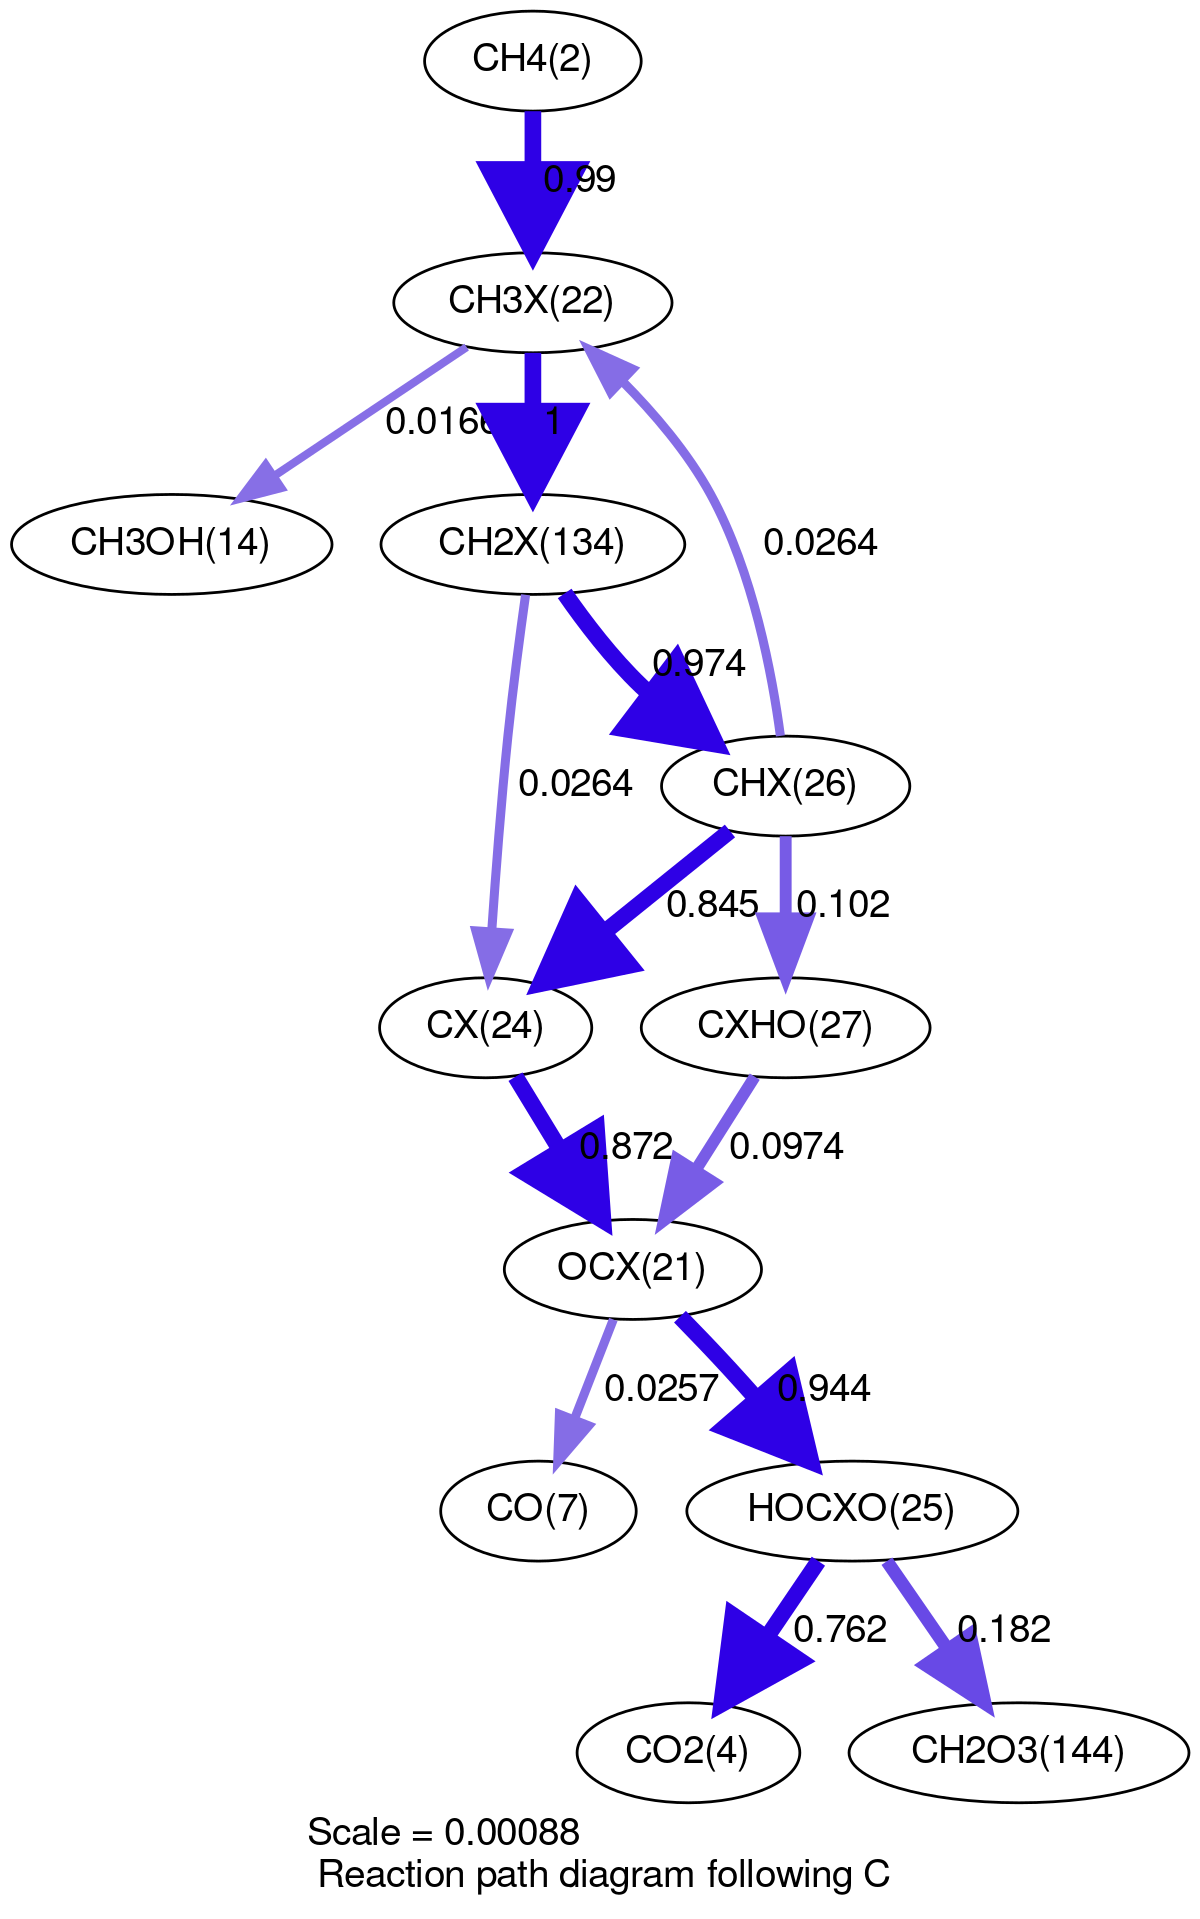 CH4(2)
0.99
CH3X(22)
0.0166
1
CH3OH(14)
CH2X(134)
0.0264
0.974
0.0264
CHX(26)
0.845
0.102
CX(24)
CXHO(27)
0.872
0.0974
OCX(21)
0.0257
0.944
CO(7)
HOCXO(25)
0.762
0.182
CO2(4)
CH2O3(144)
Scale = 0.00088
Reaction path diagram following C